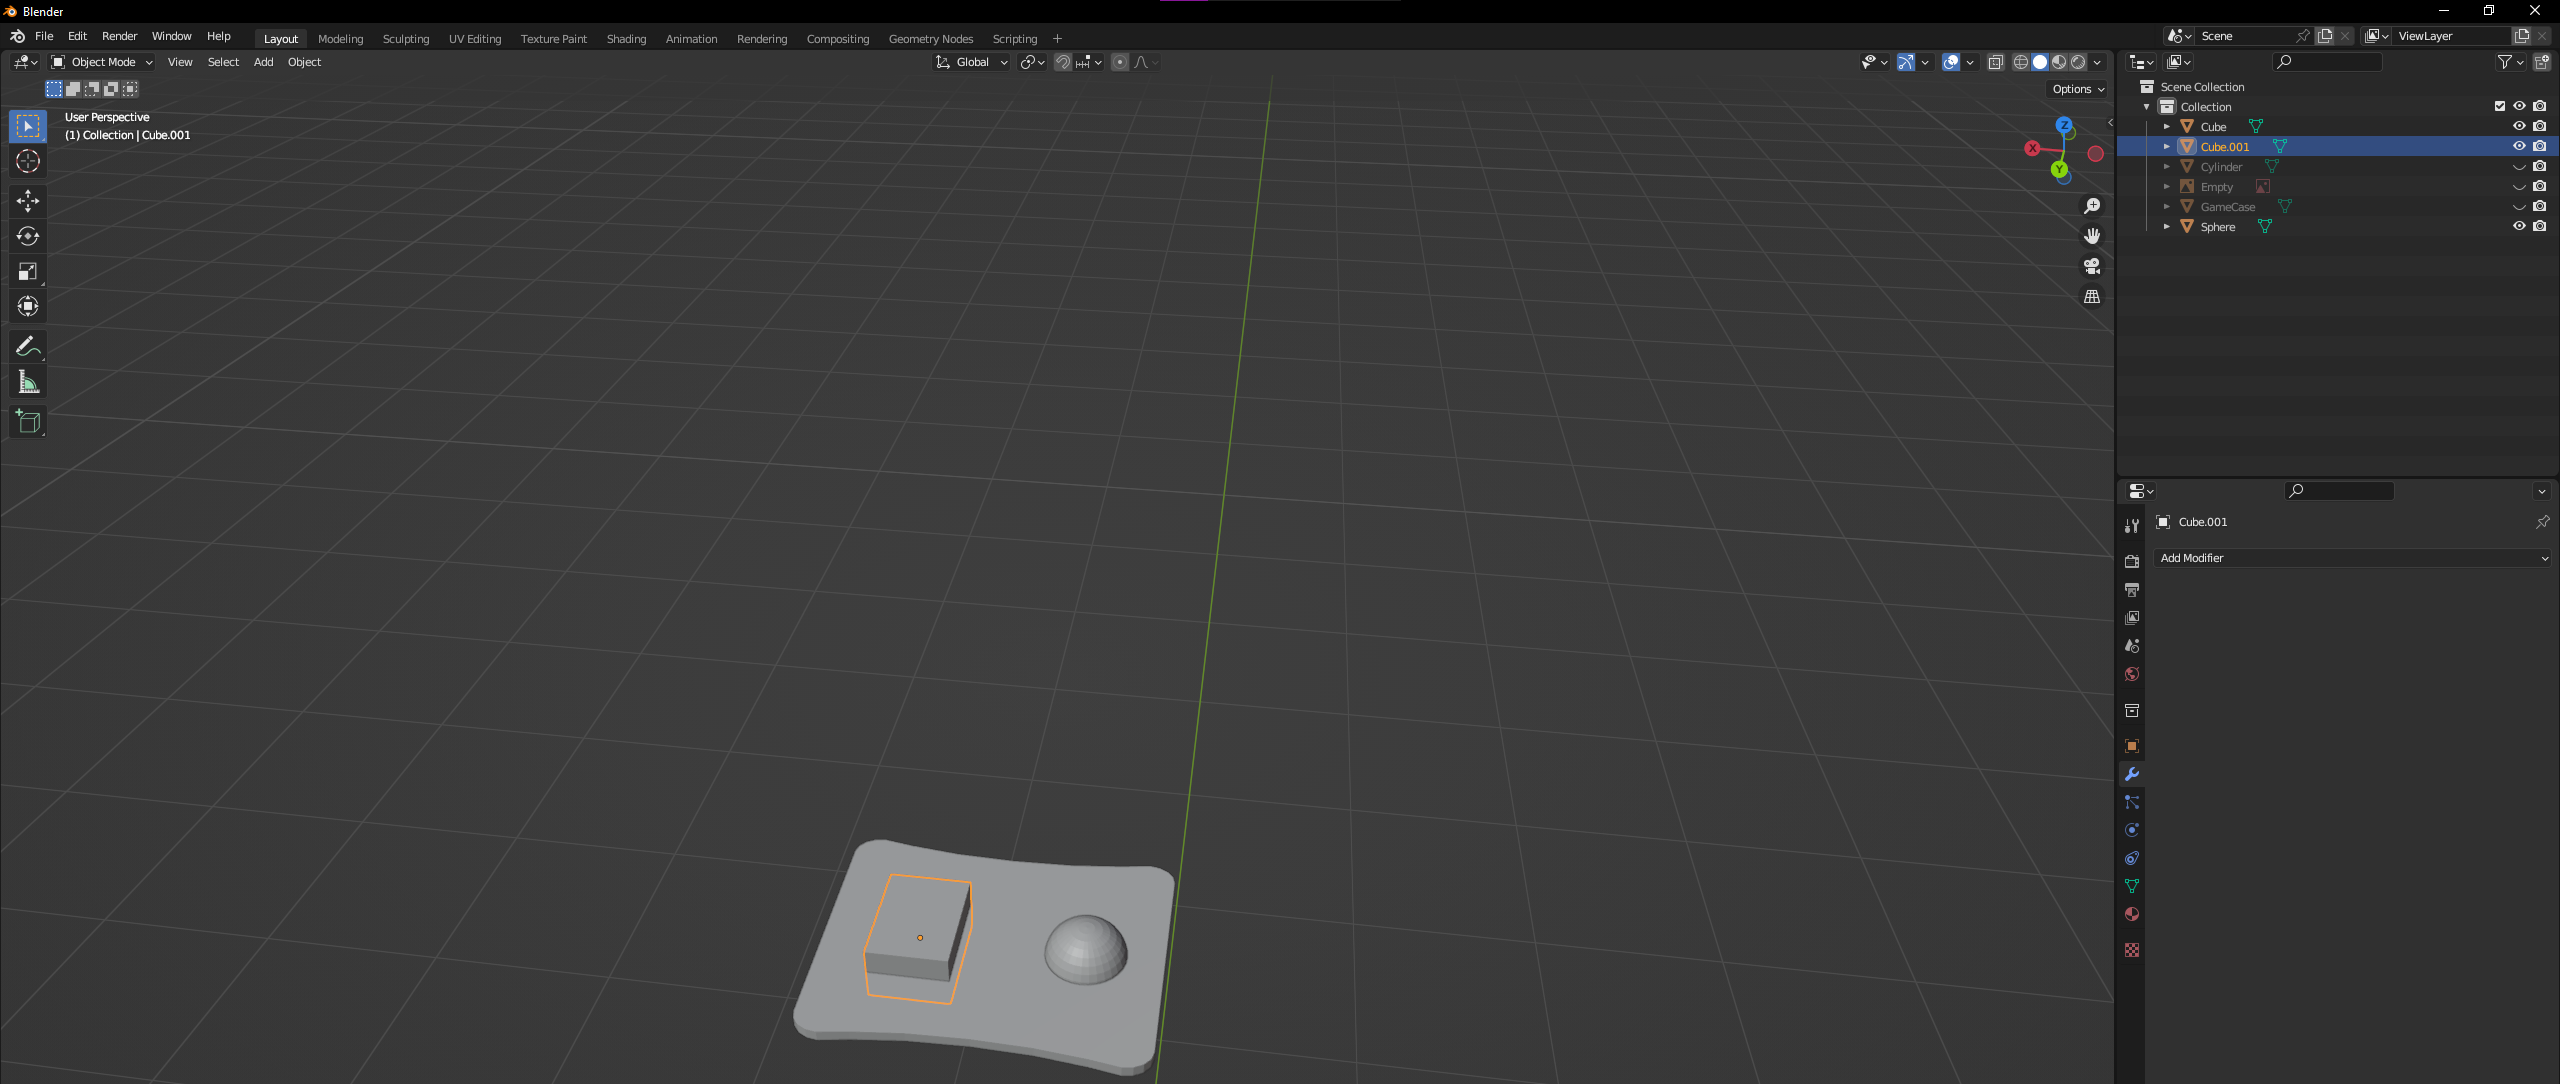 Blender
File Edit Render Window Help Layout Modeling Sculpting UV Editing Texture Paint Shading Animation Rendering Compositing Geometry Nodes Scripting Scene ViewLayer
Object Mode View Select Add Object Global
Options
User Perspective
(1) Collection | Cube.001
Z
X
Y
Scene Collection
Collection
Cube
Cube.001
Cylinder
Empty
GameCase
Sphere
Cube.001
Add Modifier